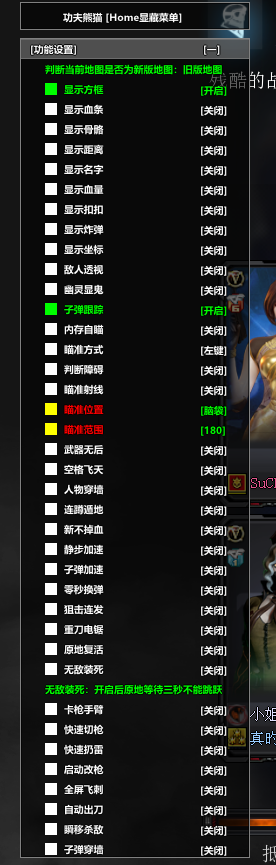 功夫熊猫 [Home显藏菜单]
[功能设置] [一]
残酷的战
判断当前地图是否为新版地图：旧版地图
显示方框 [开启]
显示血条 [关闭]
显示骨骼 [关闭]
显示距离 [关闭]
显示名字 [关闭]
显示血量 [关闭]
显示扣扣 [关闭]
显示炸弹 [关闭]
显示坐标 [关闭]
敌人透视 [关闭]
幽灵显鬼 [关闭]
子弹跟踪 [开启]
内存自瞄 [关闭]
瞄准方式 [左键]
判断障碍 [关闭]
瞄准射线 [关闭]
瞄准位置 [脑袋]
瞄准范围 [180]
武器无后 [关闭]
空格飞天 [关闭]
人物穿墙 [关闭]
SuCl
连蹲遁地 [关闭]
新不掉血 [关闭]
静步加速 [关闭]
子弹加速 [关闭]
零秒换弹 [关闭]
狙击连发 [关闭]
重刀电锯 [关闭]
原地复活 [关闭]
无敌装死 [关闭]
无敌装死：开启后原地等待三秒不能跳跃
卡枪手臂 [关闭]
小姐
快速切枪 [关闭]
真的
快速扔雷 [关闭]
启动改枪 [关闭]
全屏飞刺 [关闭]
自动出刀 [关闭]
瞬移杀敌 [关闭]
子弹穿墙 [关闭]